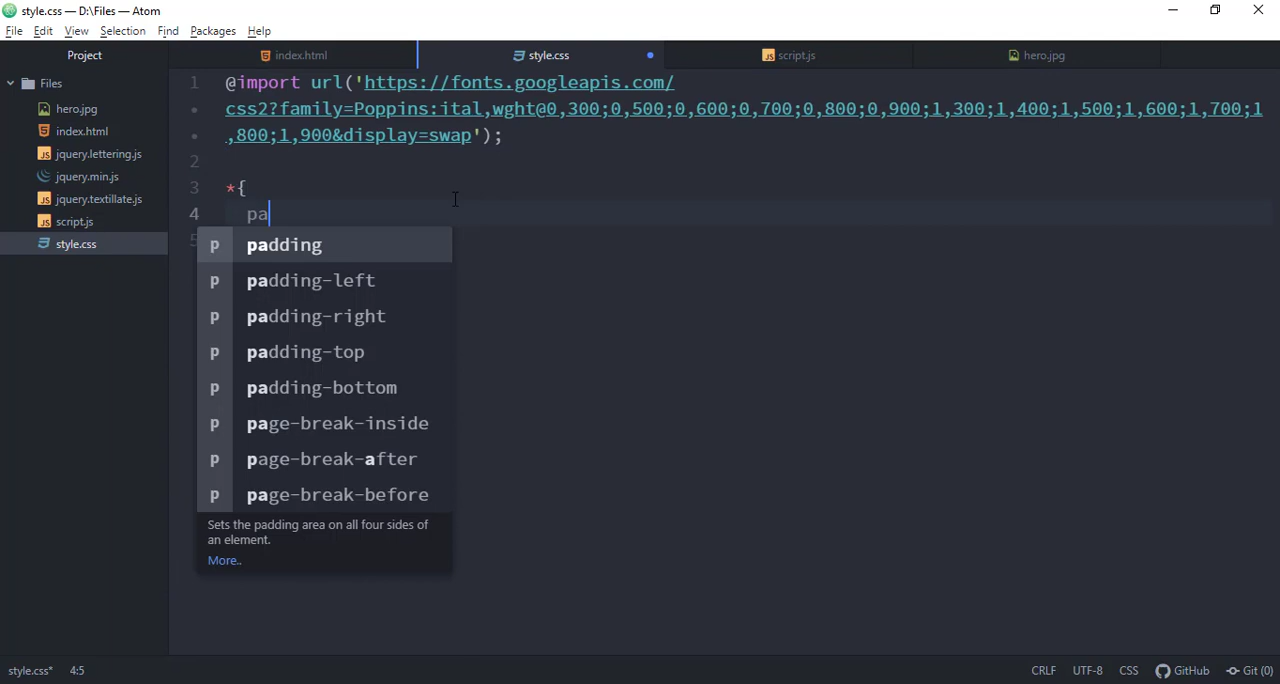 style.css — D:\Files — Atom
File Edit View Selection Find Packages Help
Project
index.html
style.css
script.js
hero.jpg
Files
hero.jpg
index.html
jquery.lettering.js
jquery.min.js
jquery.textillate.js
script.js
style.css
1 @import url('https://fonts.googleapis.com/
css2?family=Poppins:ital,wght@0,300;0,500;0,600;0,700;0,800;0,900;1,300;1,400;1,500;1,600;1,700;1
,800;1,900&display=swap');
2
3 *{
4 pa
5
p padding
p padding-left
p padding-right
p padding-top
p padding-bottom
p page-break-inside
p page-break-after
p page-break-before
Sets the padding area on all four sides of
an element.
More..
style.css* 4:5 CRLF UTF-8 CSS GitHub Git (0)